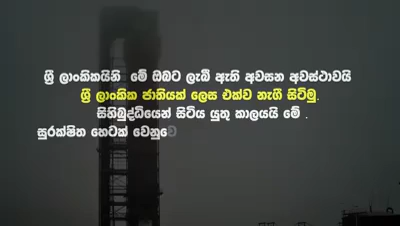 ශ්‍රී ලාංකිකයිනි මේ ඔබට ලැබී ඇති අවසන අවස්ථාවයි
ශ්‍රී ලාංකික ජාතියක් ලෙස එක්ව නැගී සිටිමු.
සිහිබුද්ධියෙන් සිටිය යුතු කාලයයි මේ .
සුරක්ෂිත හෙටක් වෙනුවෙ